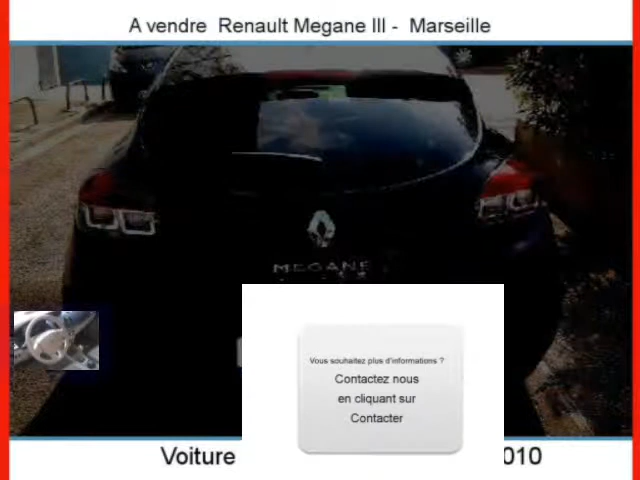 A vendre Renault Megane III - Marseille
MEGANE
Vous souhaitez plus d'informations ?
Contactez nous
en cliquant sur
Contacter
Voiture 010